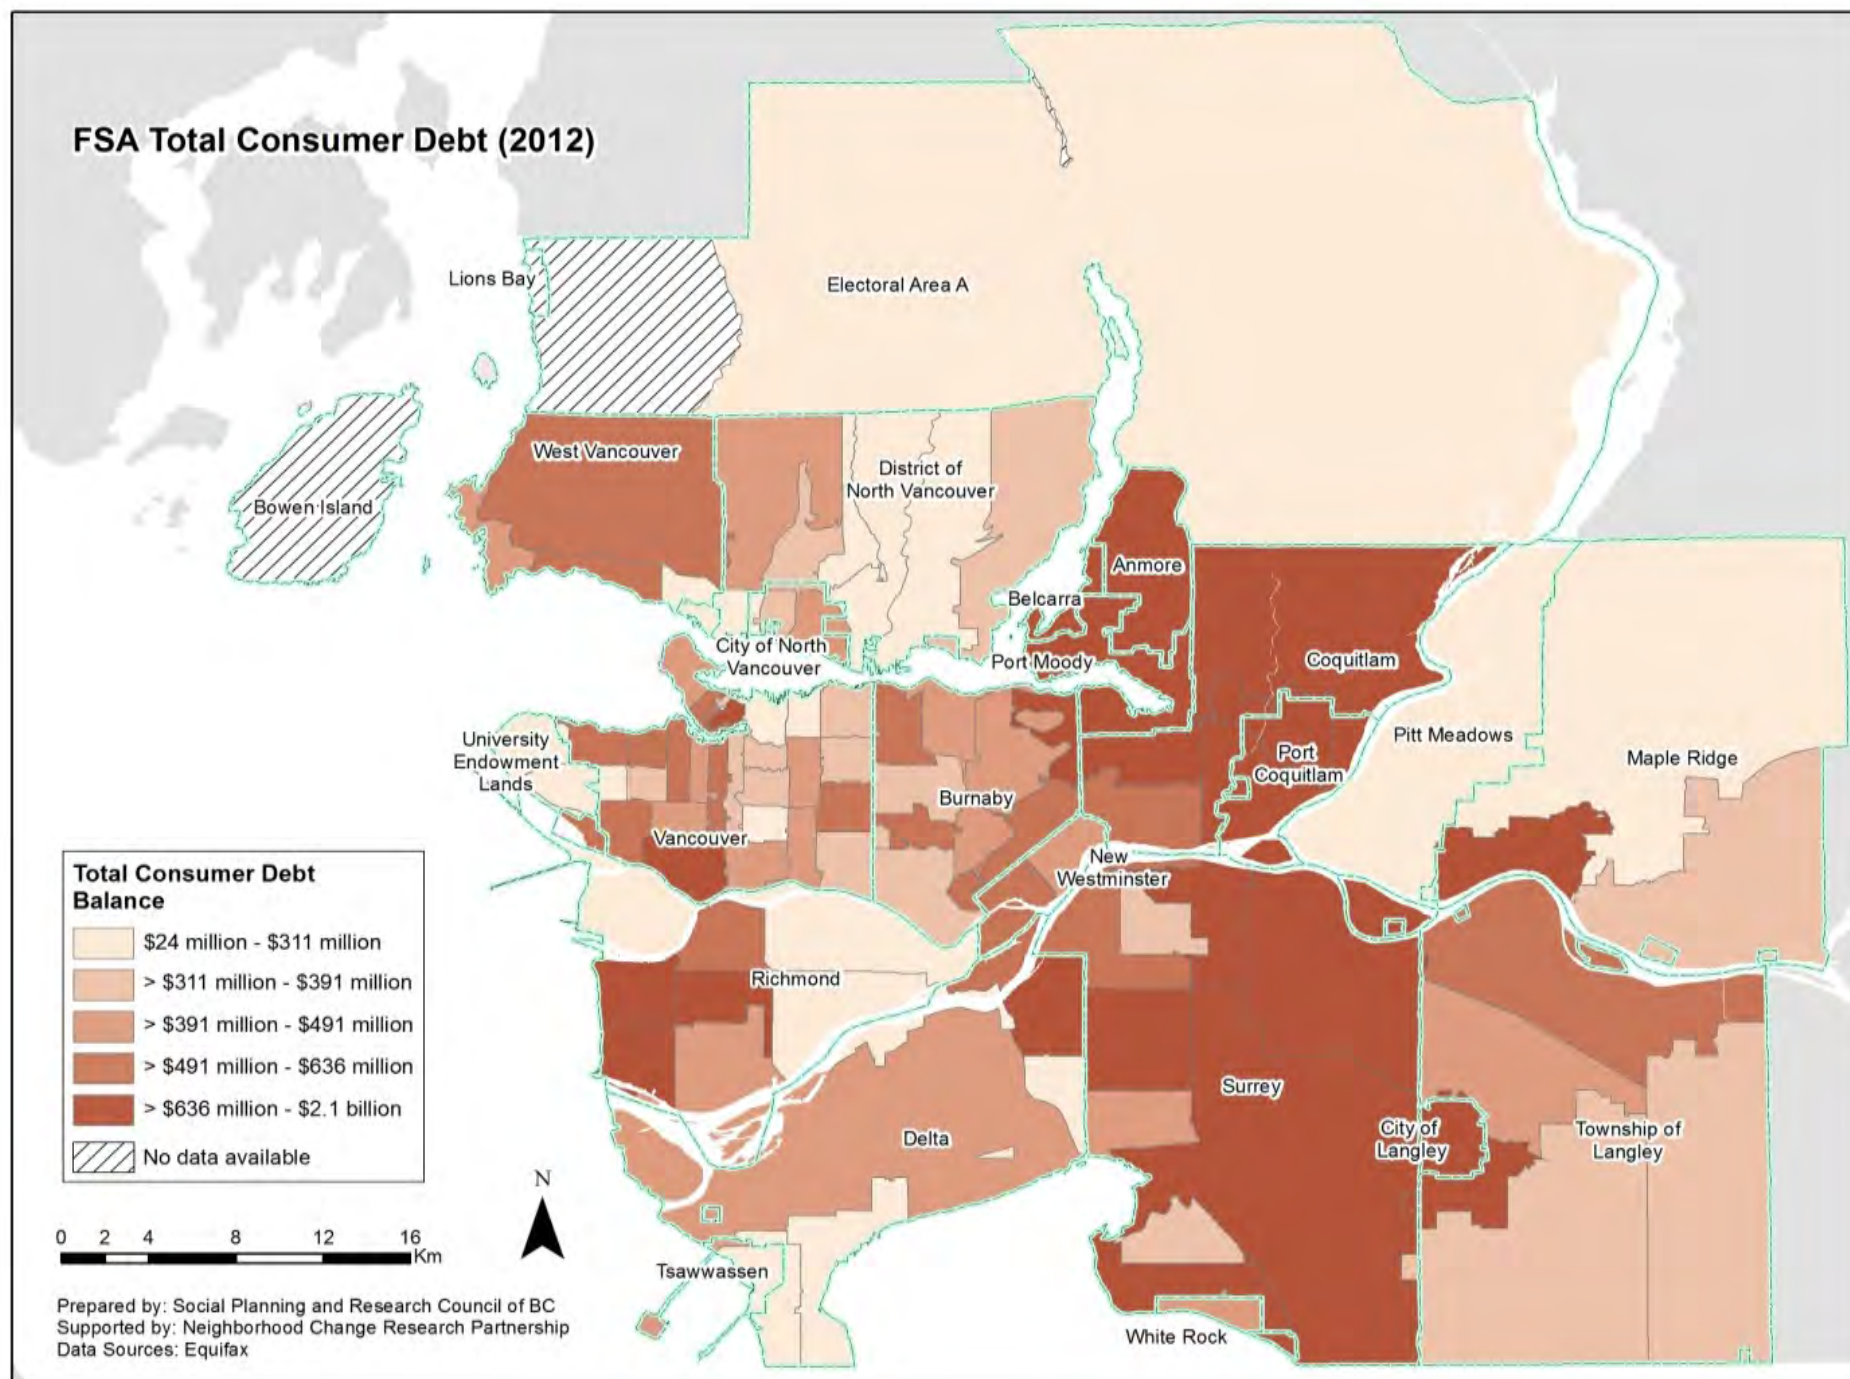 FSA Total Consumer Debt (2012)
Lions Bay
Electoral Area A
West Vancouver
District of
North Vancouver
Bowen Island
Anmore
Belcarra
City of North
Vancouver
Port Moody
Coquitlam
University
Endowment
Lands
Pitt Meadows
Port
Coquitlam
Maple Ridge
Burnaby
Vancouver
New
Westminster
Richmond
Surrey
Delta
City of
Langley
Township of
Langley
Tsawwassen
White Rock
Total Consumer Debt
Balance
$24 million - $311 million
> $311 million - $391 million
> $391 million - $491 million
> $491 million - $636 million
> $636 million - $2.1 billion
No data available
N
0 2 4 8 12 16
Km
Prepared by: Social Planning and Research Council of BC
Supported by: Neighborhood Change Research Partnership
Data Sources: Equifax